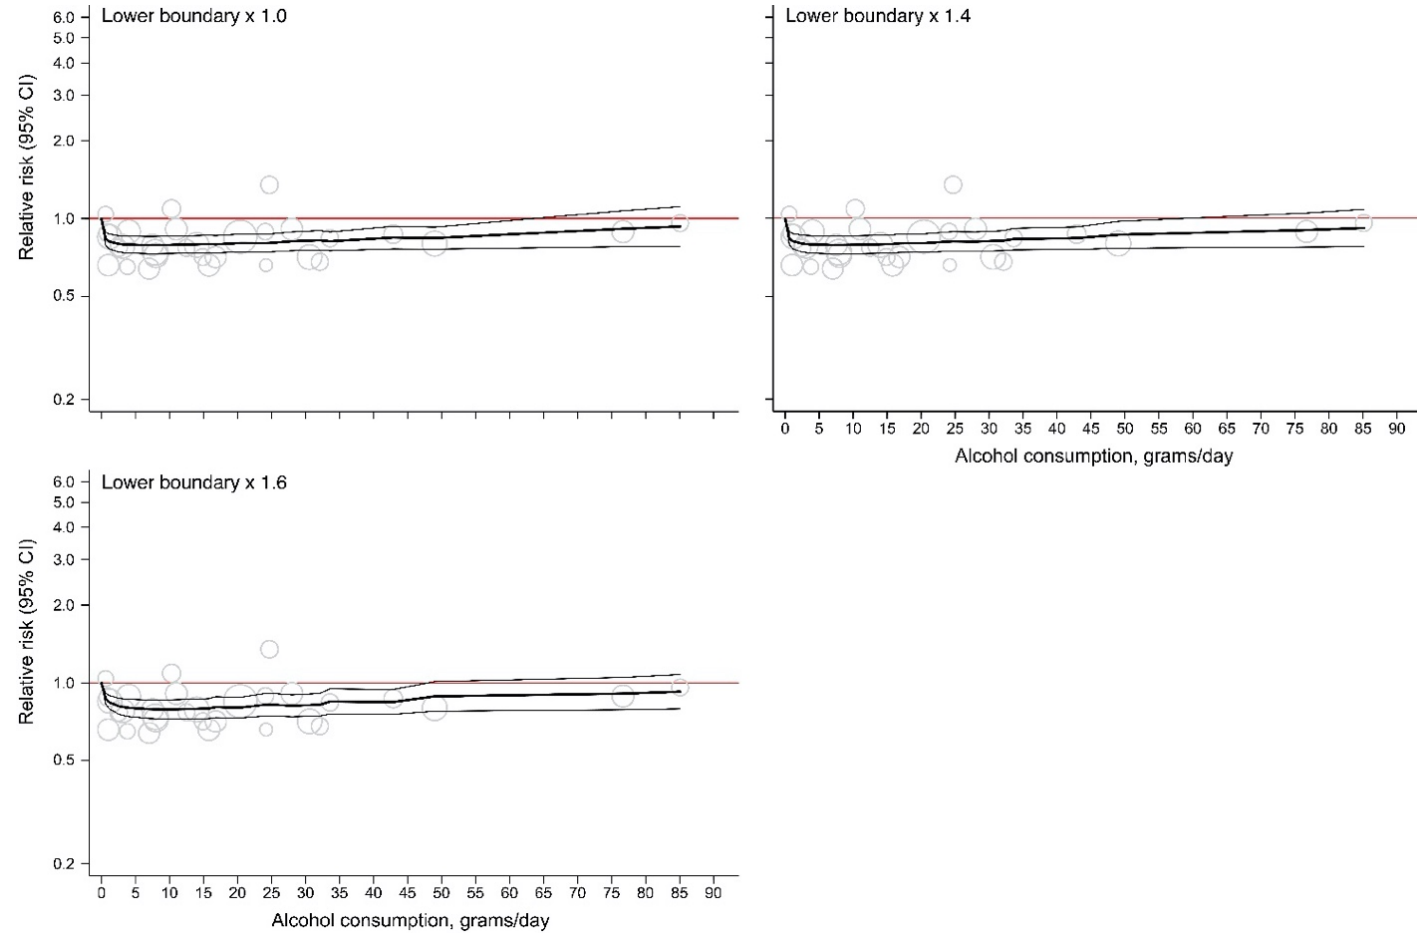 Lower boundary x 1.0
6.0
5.0
4.0
3.0
2.0
1.0
0.5
0.2
Relative risk (95% CI)
Lower boundary x 1.4
0 5 10 15 20 25 30 35 40 45 50 55 60 65 70 75 80 85 90
Alcohol consumption, grams/day
Lower boundary x 1.6
6.0
5.0
4.0
3.0
2.0
1.0
0.5
0.2
Relative risk (95% CI)
0 5 10 15 20 25 30 35 40 45 50 55 60 65 70 75 80 85 90
Alcohol consumption, grams/day